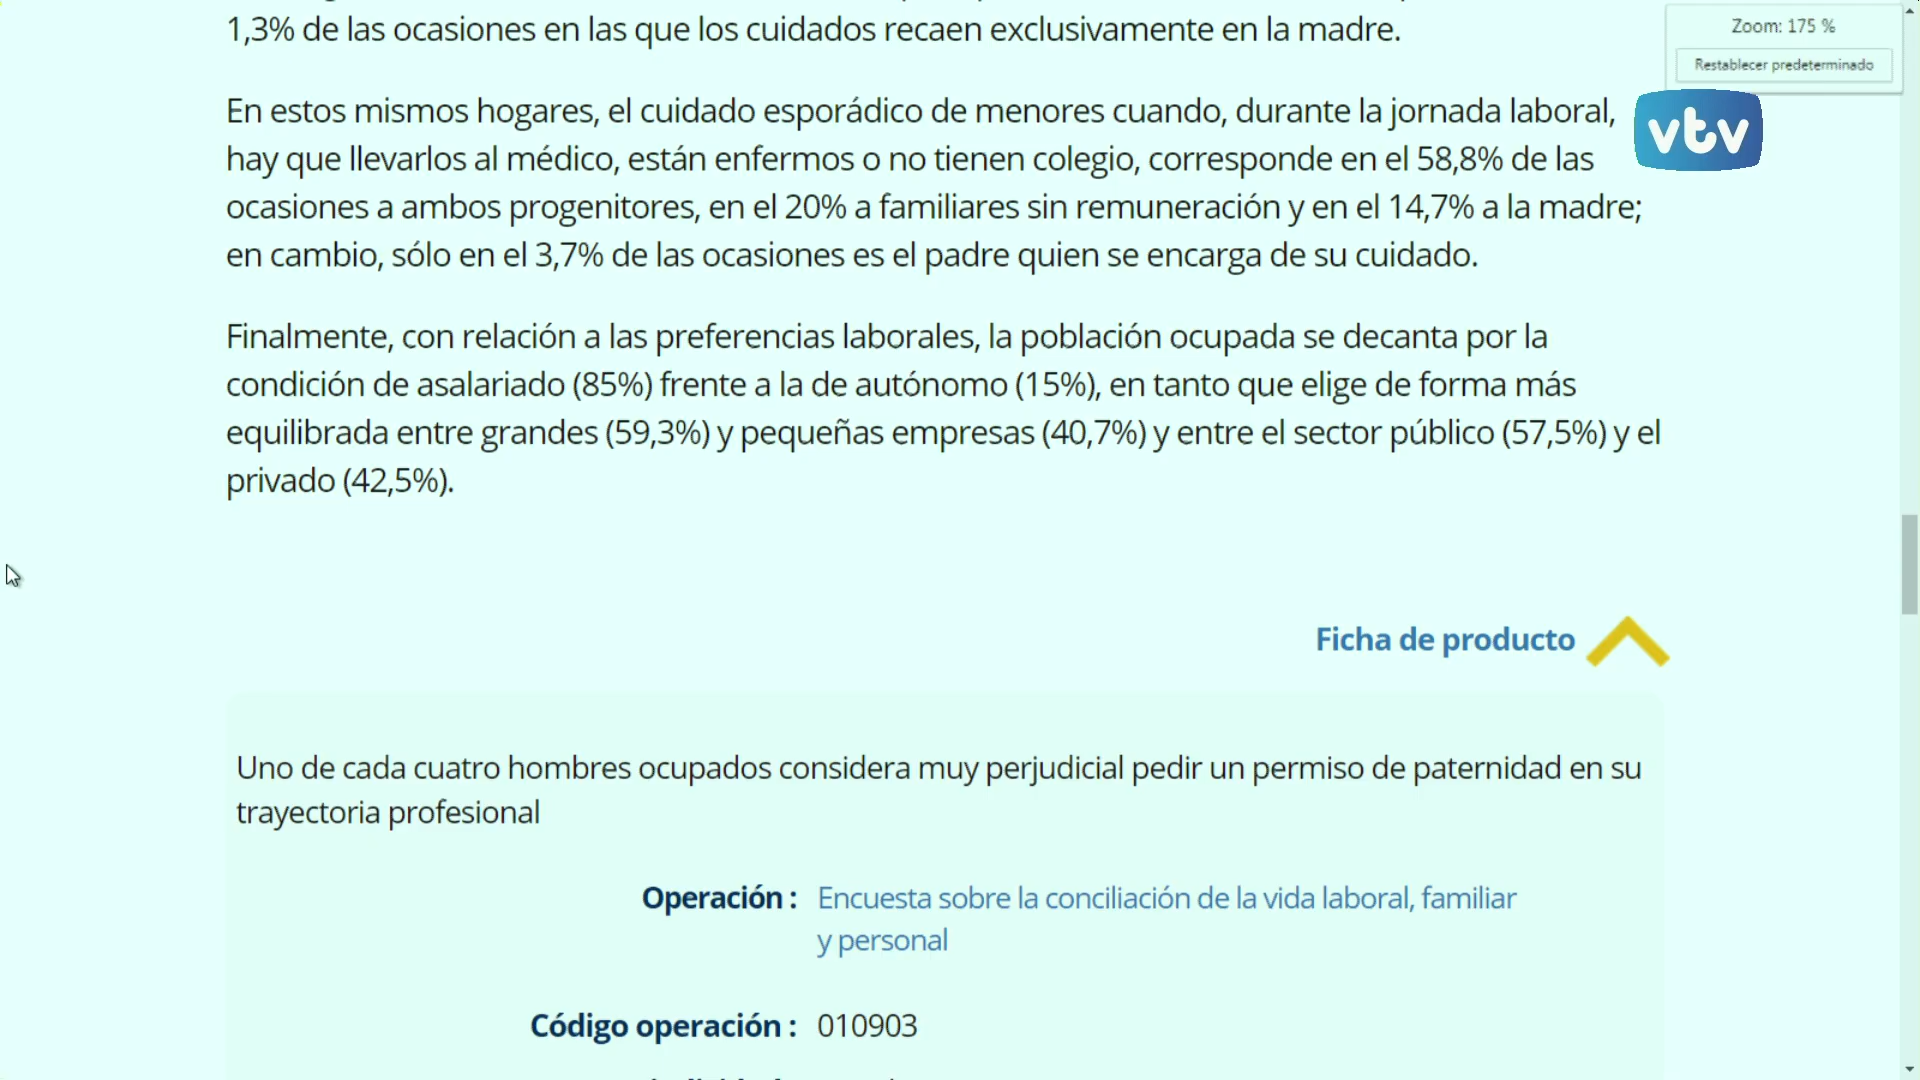 1,3% de las ocasiones en las que los cuidados recaen exclusivamente en la madre.
Zoom: 175 %
Restablecer predeterminado
vtv
En estos mismos hogares, el cuidado esporádico de menores cuando, durante la jornada laboral,
hay que llevarlos al médico, están enfermos o no tienen colegio, corresponde en el 58,8% de las
ocasiones a ambos progenitores, en el 20% a familiares sin remuneración y en el 14,7% a la madre;
en cambio, sólo en el 3,7% de las ocasiones es el padre quien se encarga de su cuidado.
Finalmente, con relación a las preferencias laborales, la población ocupada se decanta por la
condición de asalariado (85%) frente a la de autónomo (15%), en tanto que elige de forma más
equilibrada entre grandes (59,3%) y pequeñas empresas (40,7%) y entre el sector público (57,5%) y el
privado (42,5%).
Ficha de producto
Uno de cada cuatro hombres ocupados considera muy perjudicial pedir un permiso de paternidad en su
trayectoria profesional
Operación : Encuesta sobre la conciliación de la vida laboral, familiar
y personal
Código operación : 010903